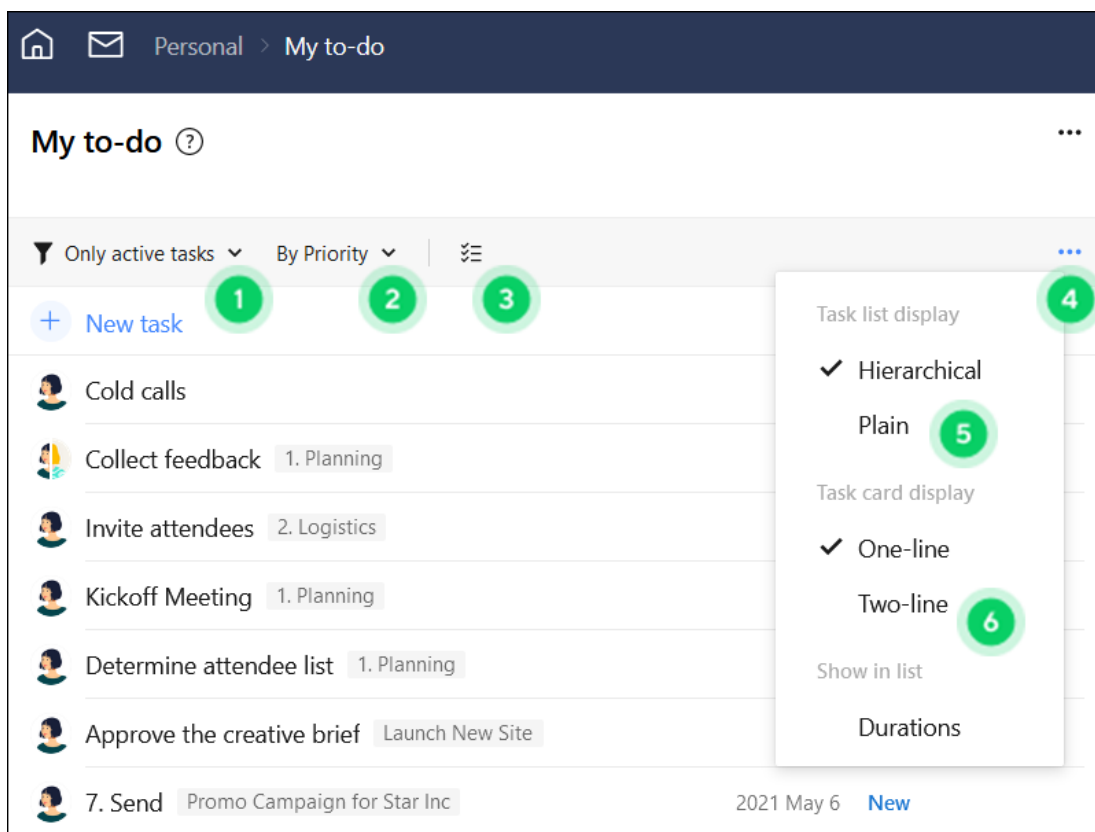 Personal > My to-do
My to-do ?
Only active tasks By Priority
1 2 3 4
New task
Task list display
Hierarchical
Plain
5
Task card display
One-line
Two-line
6
Show in list
Durations
Cold calls
Collect feedback 1. Planning
Invite attendees 2. Logistics
Kickoff Meeting 1. Planning
Determine attendee list 1. Planning
Approve the creative brief Launch New Site
7. Send Promo Campaign for Star Inc 2021 May 6 New